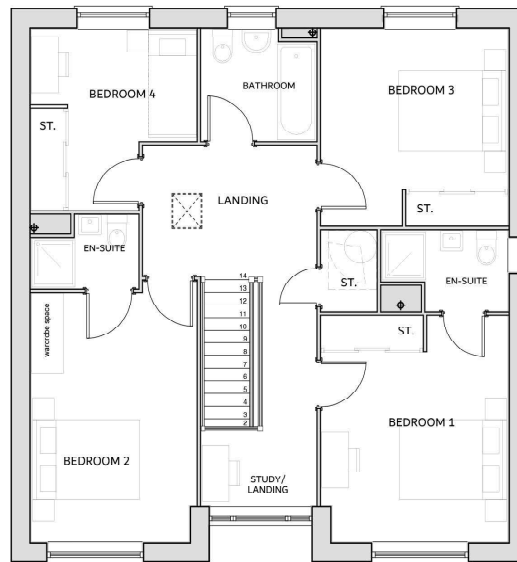 BEDROOM 4
BATHROOM
BEDROOM 3
ST.
LANDING
ST.
EN-SUITE
ST.
EN-SUITE
14
13
12
11
10
9
8
7
6
5
4
3
2
wardrobe space
ST.
BEDROOM 1
BEDROOM 2
STUDY/
LANDING